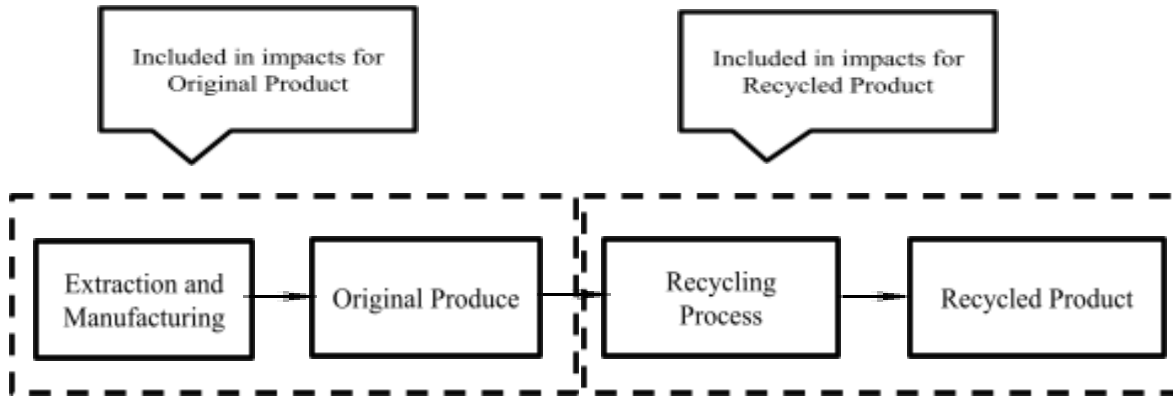 Included in impacts for
Original Product
Included in impacts for
Recycled Product
Extraction and
Manufacturing
Original Produce
Recycling
Process
Recycled Product